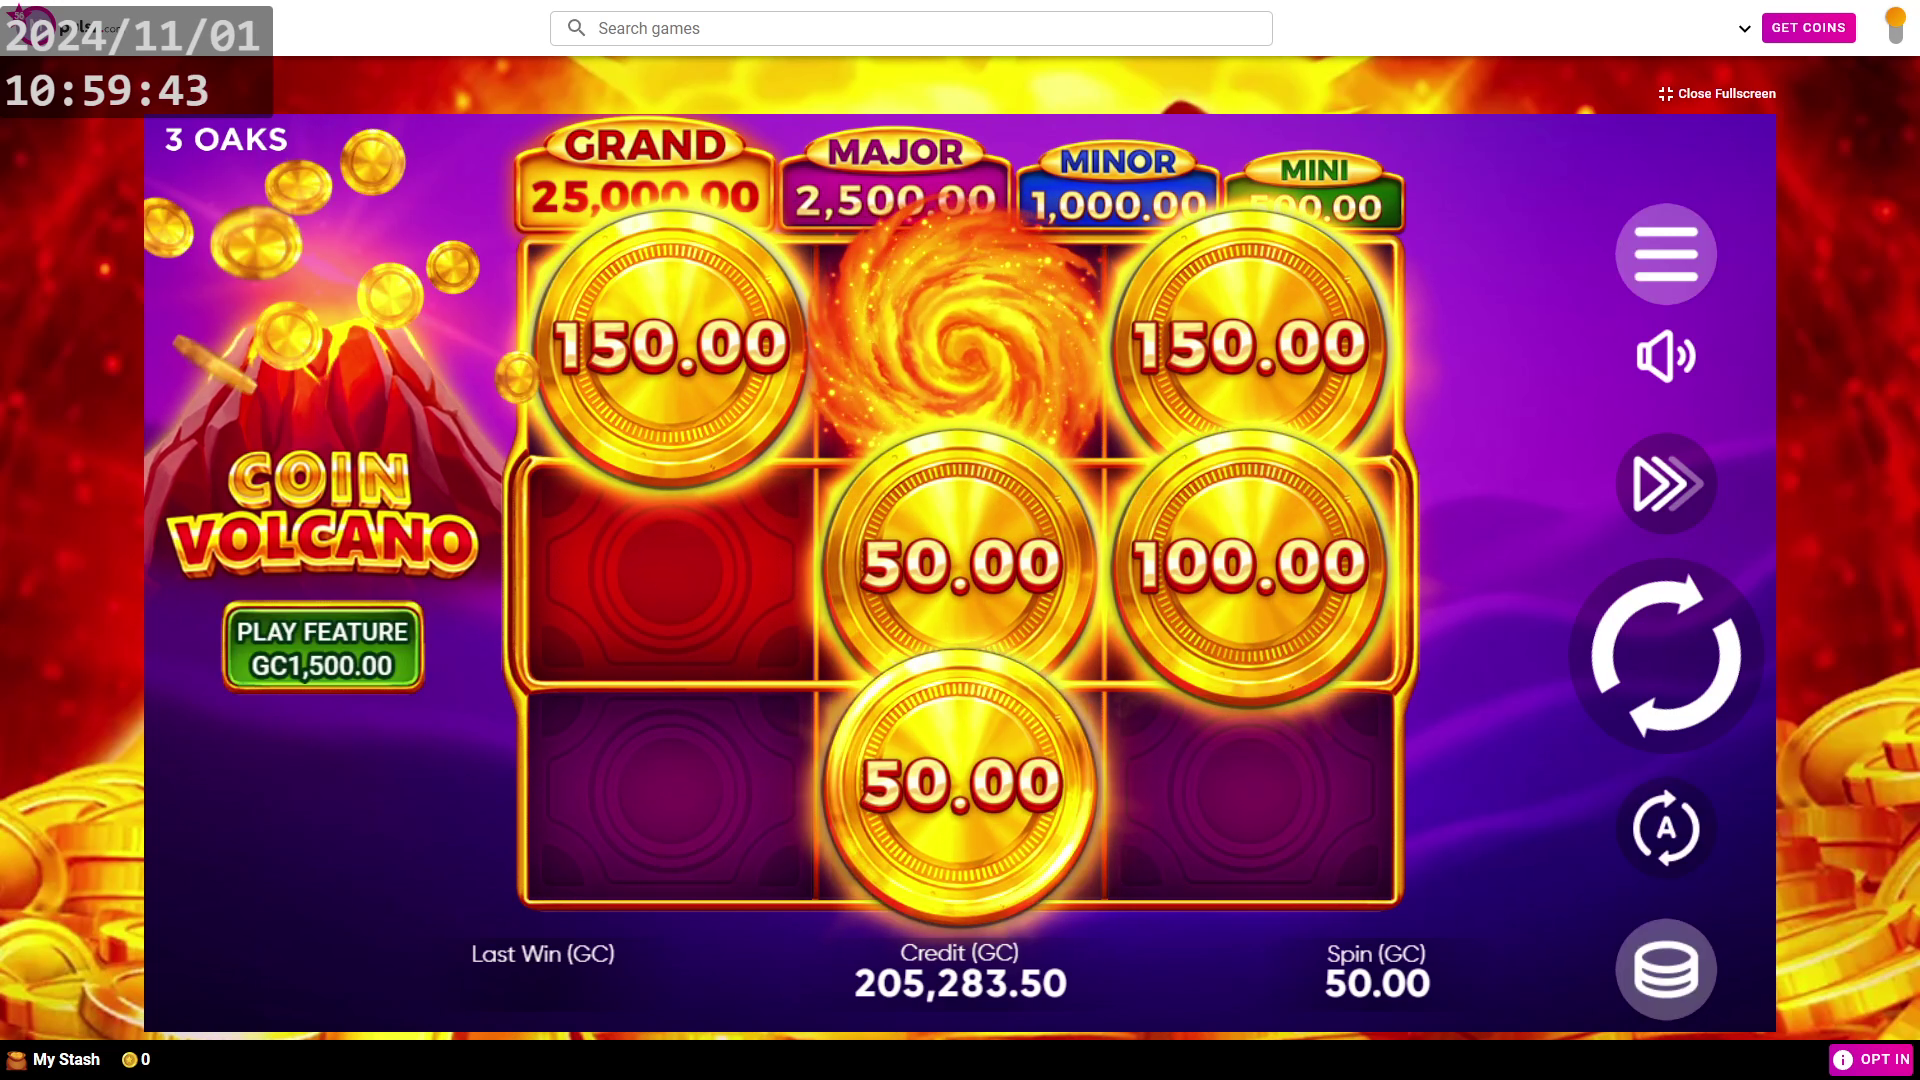 2024/11/01
10:59:43
Search games
GET COINS
Close Fullscreen
3 OAKS
GRAND
25,000.00
MAJOR
2,500.00
MINOR
1,000.00
MINI
500.00
150.00
150.00
COIN
VOLCANO
50.00
100.00
PLAY FEATURE
GC1,500.00
50.00
A
Last Win (GC)
Credit (GC)
205,283.50
Spin (GC)
50.00
My Stash
0
OPT IN